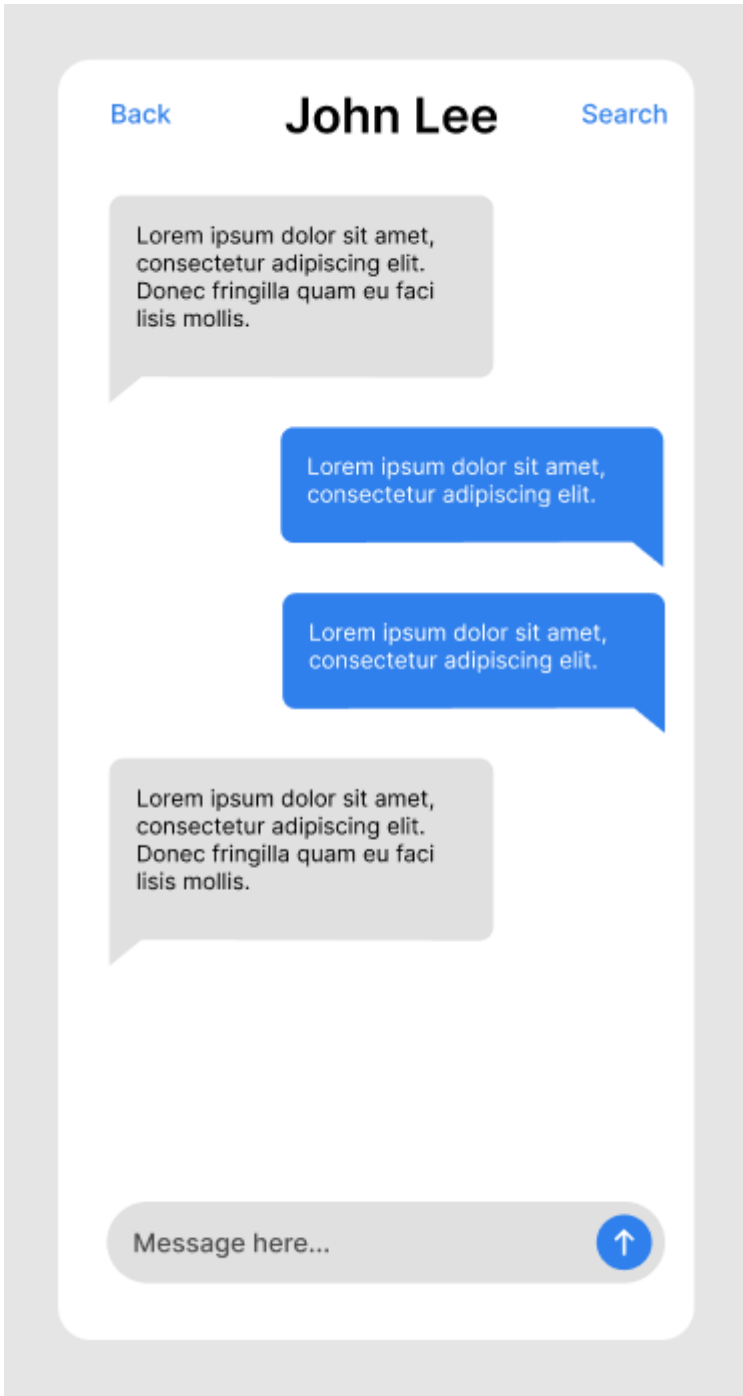 Back
John Lee
Search
Lorem ipsum dolor sit amet,
consectetur adipiscing elit.
Donec fringilla quam eu faci
lisis mollis.
Lorem ipsum dolor sit amet,
consectetur adipiscing elit.
Lorem ipsum dolor sit amet,
consectetur adipiscing elit.
Lorem ipsum dolor sit amet,
consectetur adipiscing elit.
Donec fringilla quam eu faci
lisis mollis.
Message here...